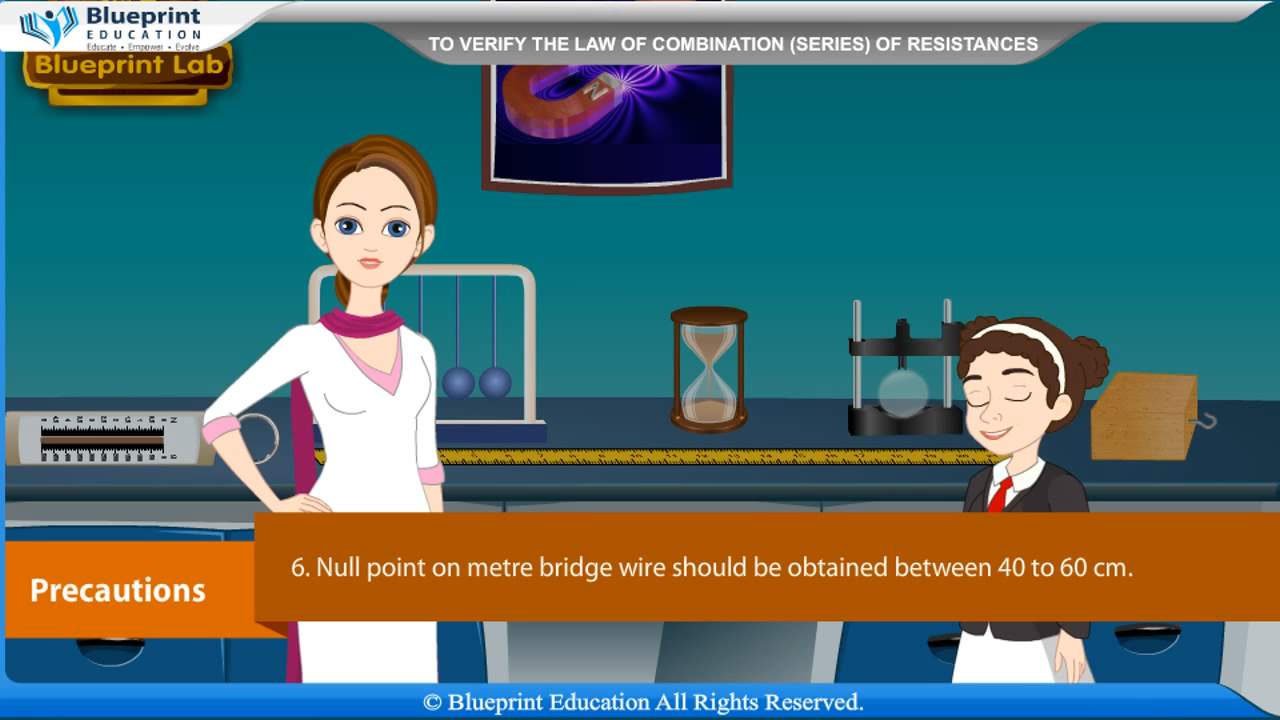 Blueprint
EDUCATION
Educate • Empower • Evolve
Blueprint Lab
TO VERIFY THE LAW OF COMBINATION (SERIES) OF RESISTANCES
N
Precautions
6. Null point on metre bridge wire should be obtained between 40 to 60 cm.
© Blueprint Education All Rights Reserved.